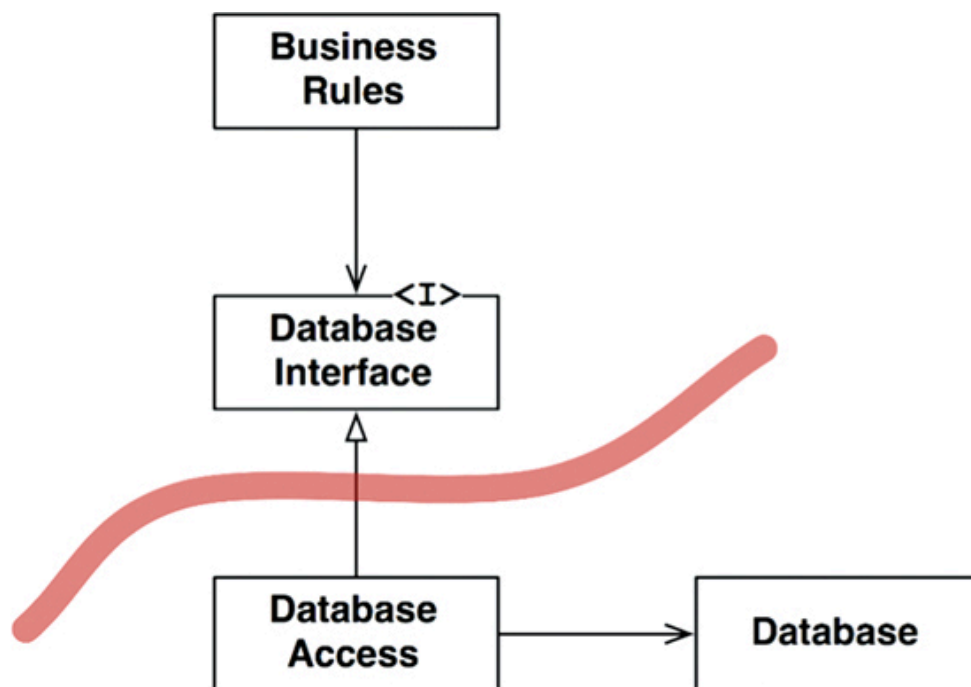 Business
Rules
<I>
Database
Interface
Database
Access
Database